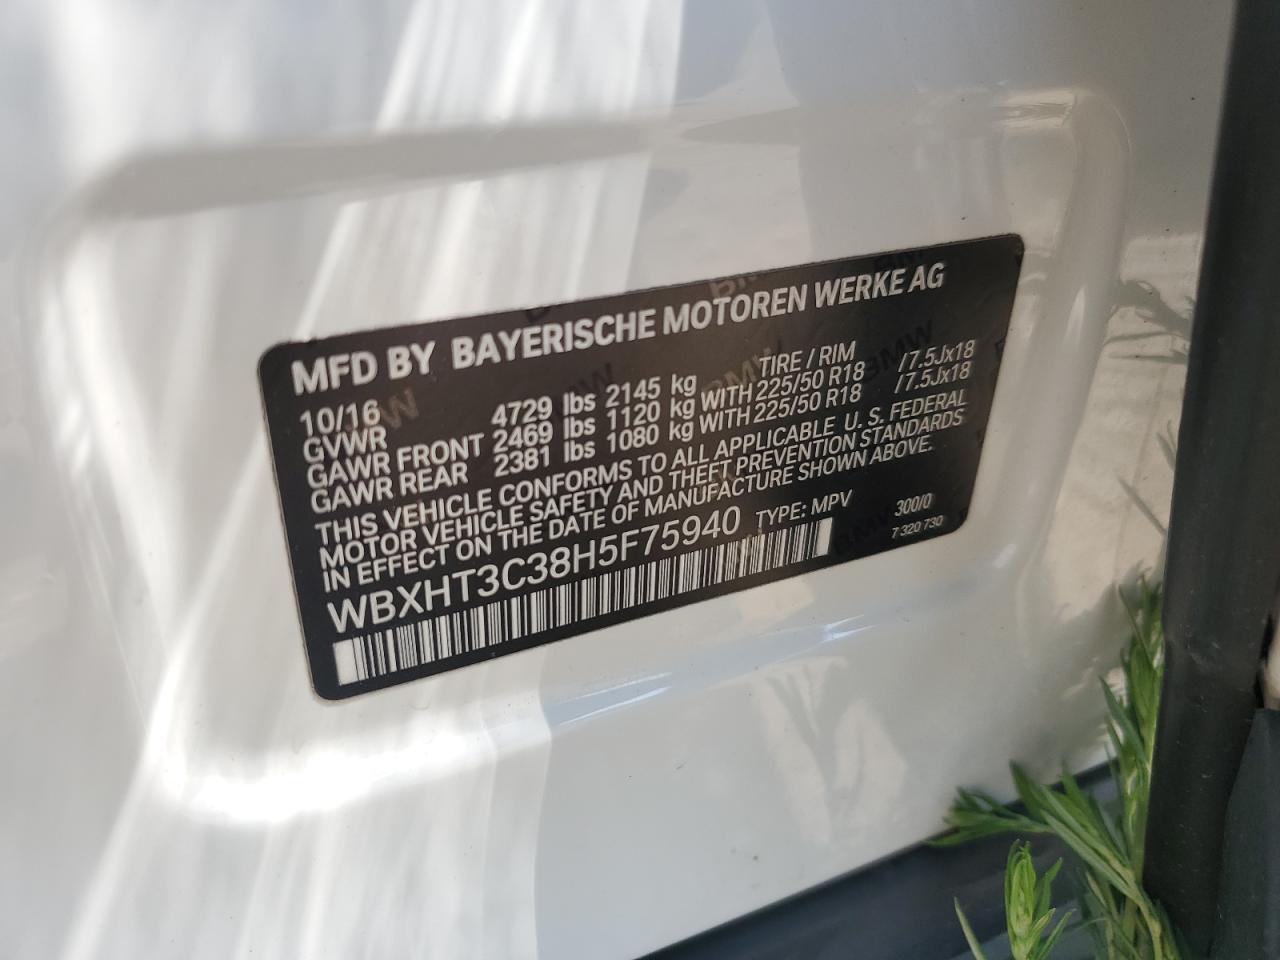 MFD BY BAYERISCHE MOTOREN WERKE AG
10/16 TIRE / RIM
GVWR 4729 lbs 2145 kg
GAWR FRONT 2469 lbs 1120 kg WITH 225/50 R18 /7.5Jx18
GAWR REAR 2381 lbs 1080 kg WITH 225/50 R18 /7.5Jx18
THIS VEHICLE CONFORMS TO ALL APPLICABLE U. S. FEDERAL
MOTOR VEHICLE SAFETY AND THEFT PREVENTION STANDARDS
IN EFFECT ON THE DATE OF MANUFACTURE SHOWN ABOVE.
WBXHT3C38H5F75940 TYPE: MPV 300/0
7 320 730